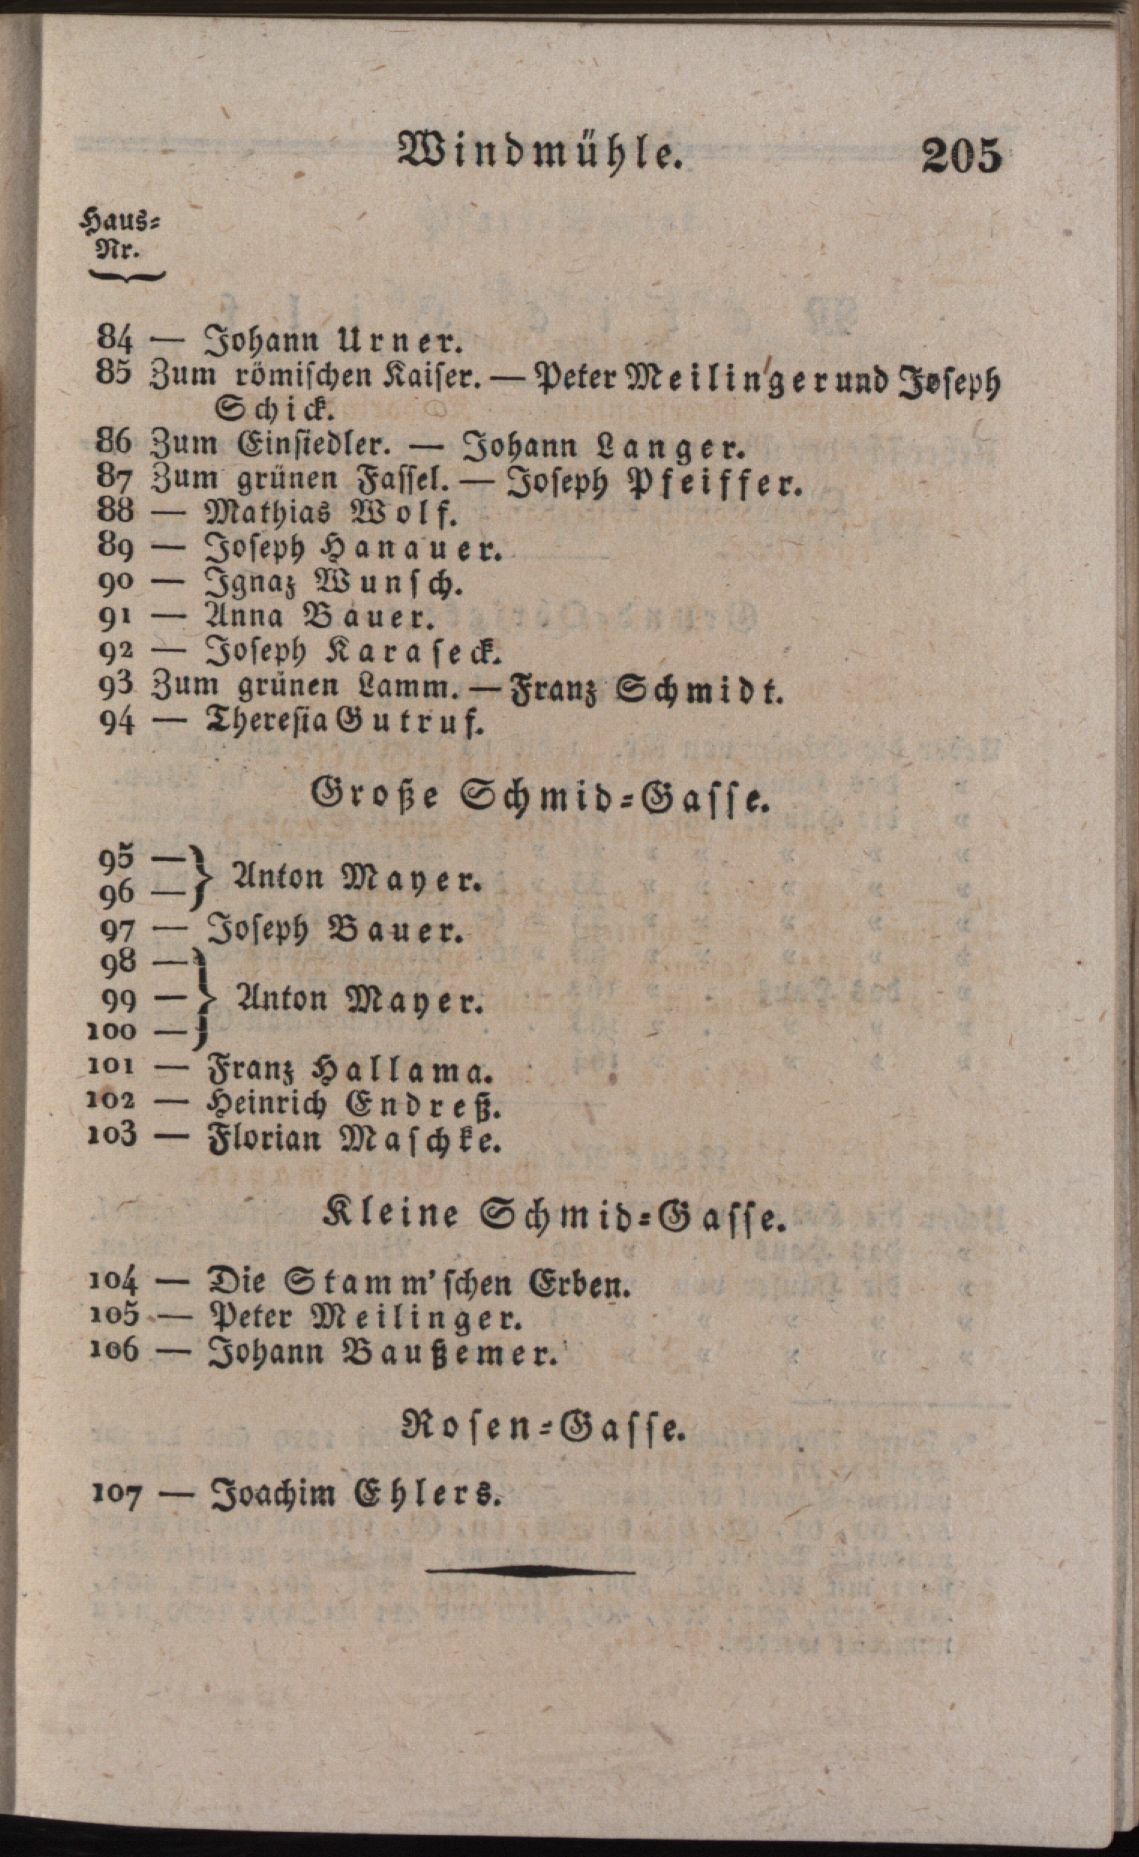 Windmühle. 205
Haus-
Nr.
84 — Johann Urner.
85 Zum römischen Kaiser. — Peter Meilinger und Joseph
Schick.
86 Zum Einsiedler. — Johann Langer.
87 Zum grünen Fassel. — Joseph Pfeiffer.
88 — Mathias Wolf.
89 — Joseph Hanauer.
90 — Ignaz Wunsch.
91 — Anna Bauer.
92 — Joseph Karaseck.
93 Zum grünen Lamm. — Franz Schmidt.
94 — Theresia Gutruf.
Große Schmid-Gasse.
95 —
96 — } Anton Mayer.
97 — Joseph Bauer.
98 —
99 — } Anton Mayer.
100 —
101 — Franz Hallama.
102 — Heinrich Endreß.
103 — Florian Maschke.
Kleine Schmid-Gasse.
104 — Die Stamm'schen Erben.
105 — Peter Meilinger.
106 — Johann Baußemer.
Rosen-Gasse.
107 — Joachim Ehlers.